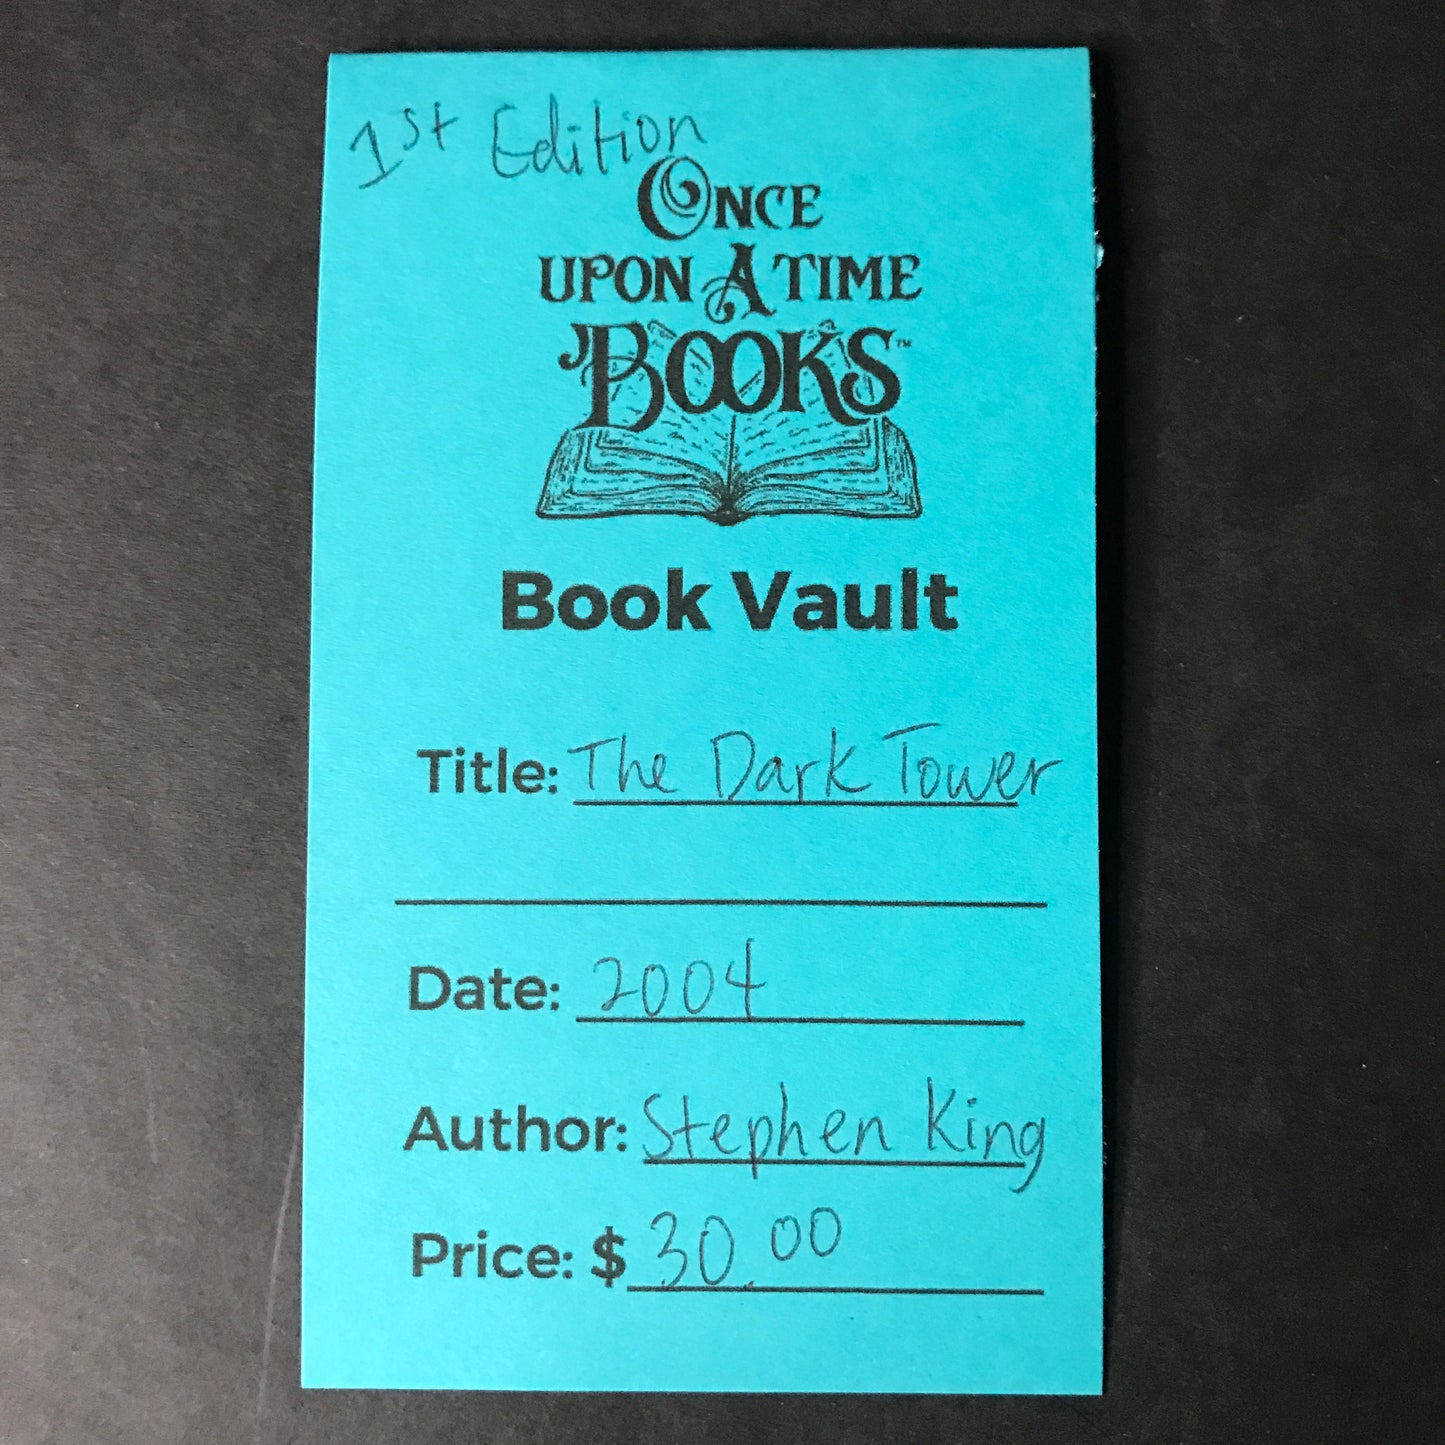 1st Edition
ONCE
UPON A TIME
BOOKS™
Book Vault
Title: The Dark Tower
Date: 2004
Author: Stephen King
Price: $30.00